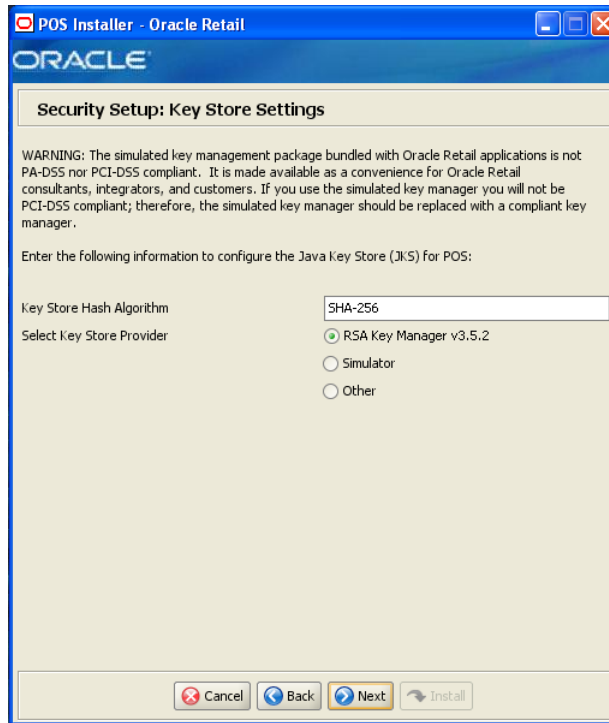 POS Installer - Oracle Retail
ORACLE
Security Setup: Key Store Settings
WARNING: The simulated key management package bundled with Oracle Retail applications is not
PA-DSS nor PCI-DSS compliant. It is made available as a convenience for Oracle Retail
consultants, integrators, and customers. If you use the simulated key manager you will not be
PCI-DSS compliant; therefore, the simulated key manager should be replaced with a compliant key
manager.
Enter the following information to configure the Java Key Store (JKS) for POS:
Key Store Hash Algorithm SHA-256
Select Key Store Provider RSA Key Manager v3.5.2
Simulator
Other
Cancel Back Next Install